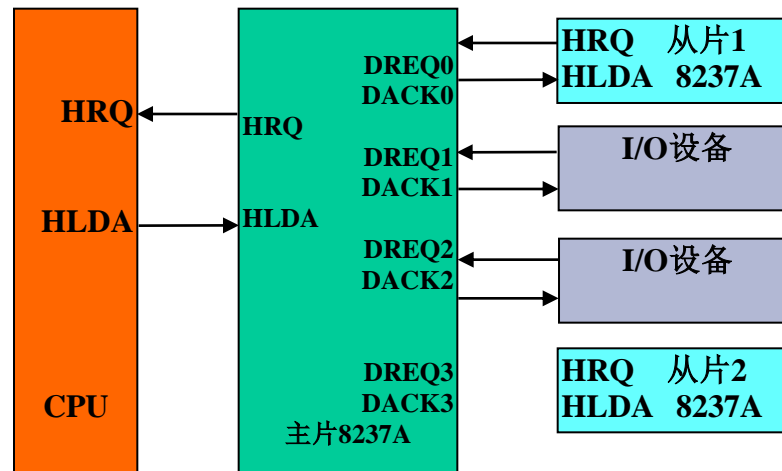 HRQ
HLDA
CPU
HRQ
HLDA
DREQ0
DACK0
DREQ1
DACK1
DREQ2
DACK2
DREQ3
DACK3
主片8237A
HRQ 从片1
HLDA 8237A
I/O设备
I/O设备
HRQ 从片2
HLDA 8237A